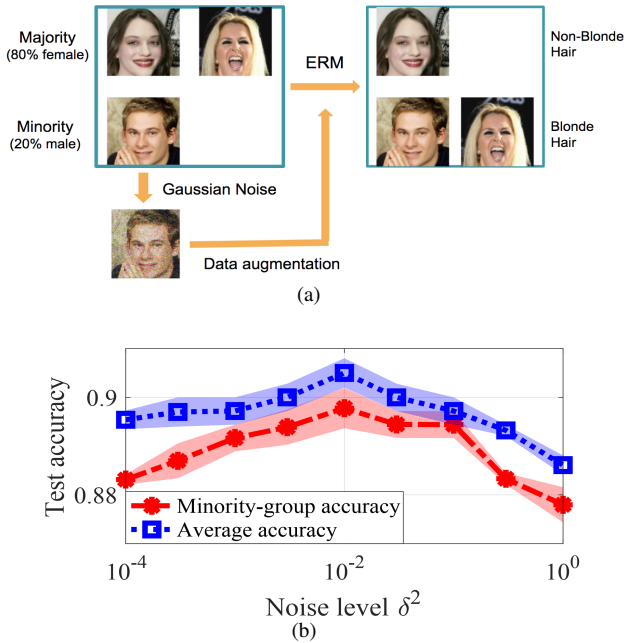 Majority
(80% female)
ERM
Non-Blonde
Hair
Minority
(20% male)
Blonde
Hair
Gaussian Noise
Data augmentation
(a)
Test accuracy
0.9
0.88
Minority-group accuracy
Average accuracy
10^-4
10^-2
10^0
Noise level δ^2
(b)